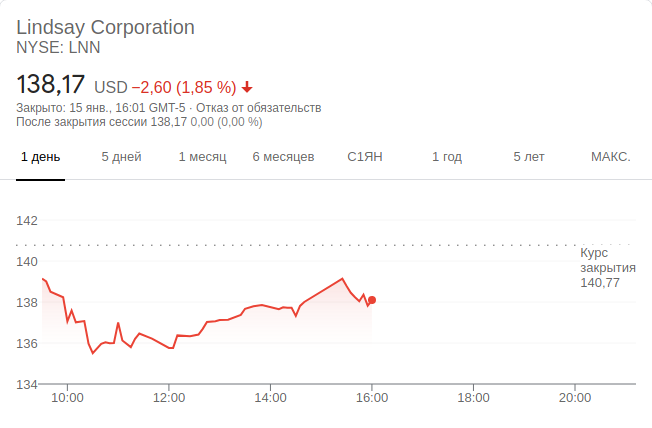 Lindsay Corporation
NYSE: LNN
138,17 USD −2,60 (1,85 %)
Закрыто: 15 янв., 16:01 GMT-5 · Отказ от обязательств
После закрытия сессии 138,17 0,00 (0,00 %)
1 день 5 дней 1 месяц 6 месяцев С1ЯН 1 год 5 лет МАКС.
142
Курс
закрытия
140,77
140
138
136
134
10:00 12:00 14:00 16:00 18:00 20:00